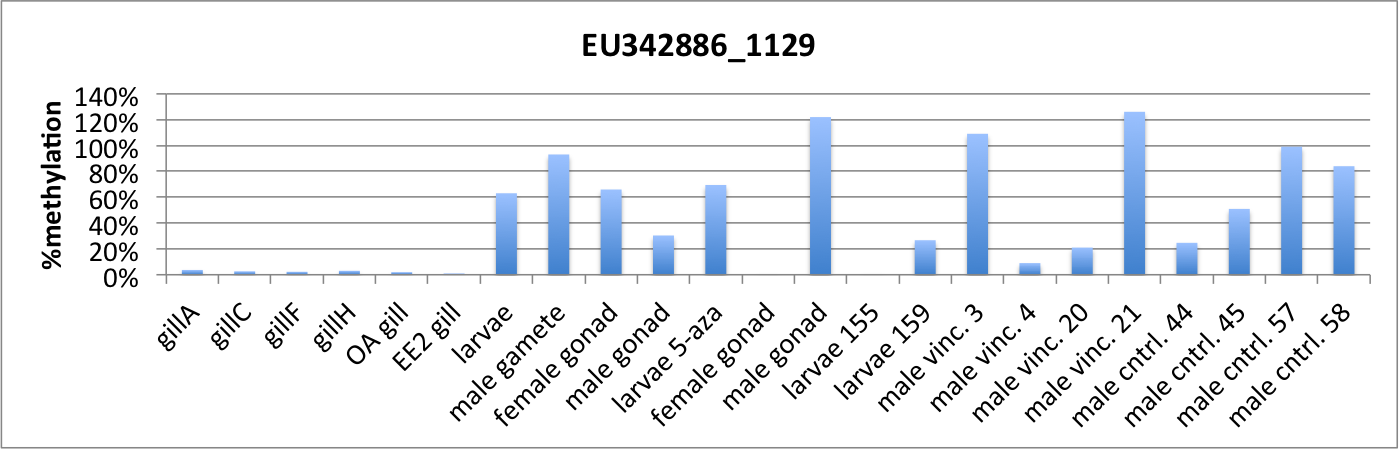 EU342886_1129
%methylation
140%
120%
100%
80%
60%
40%
20%
0%
gillA
gillC
gillF
gillH
OA gill
EE2 gill
larvae
male gamete
female gonad
male gonad
larvae 5-aza
female gonad
male gonad
larvae 155
larvae 159
male vinc. 3
male vinc. 4
male vinc. 20
male vinc. 21
male cntrl. 44
male cntrl. 45
male cntrl. 57
male cntrl. 58